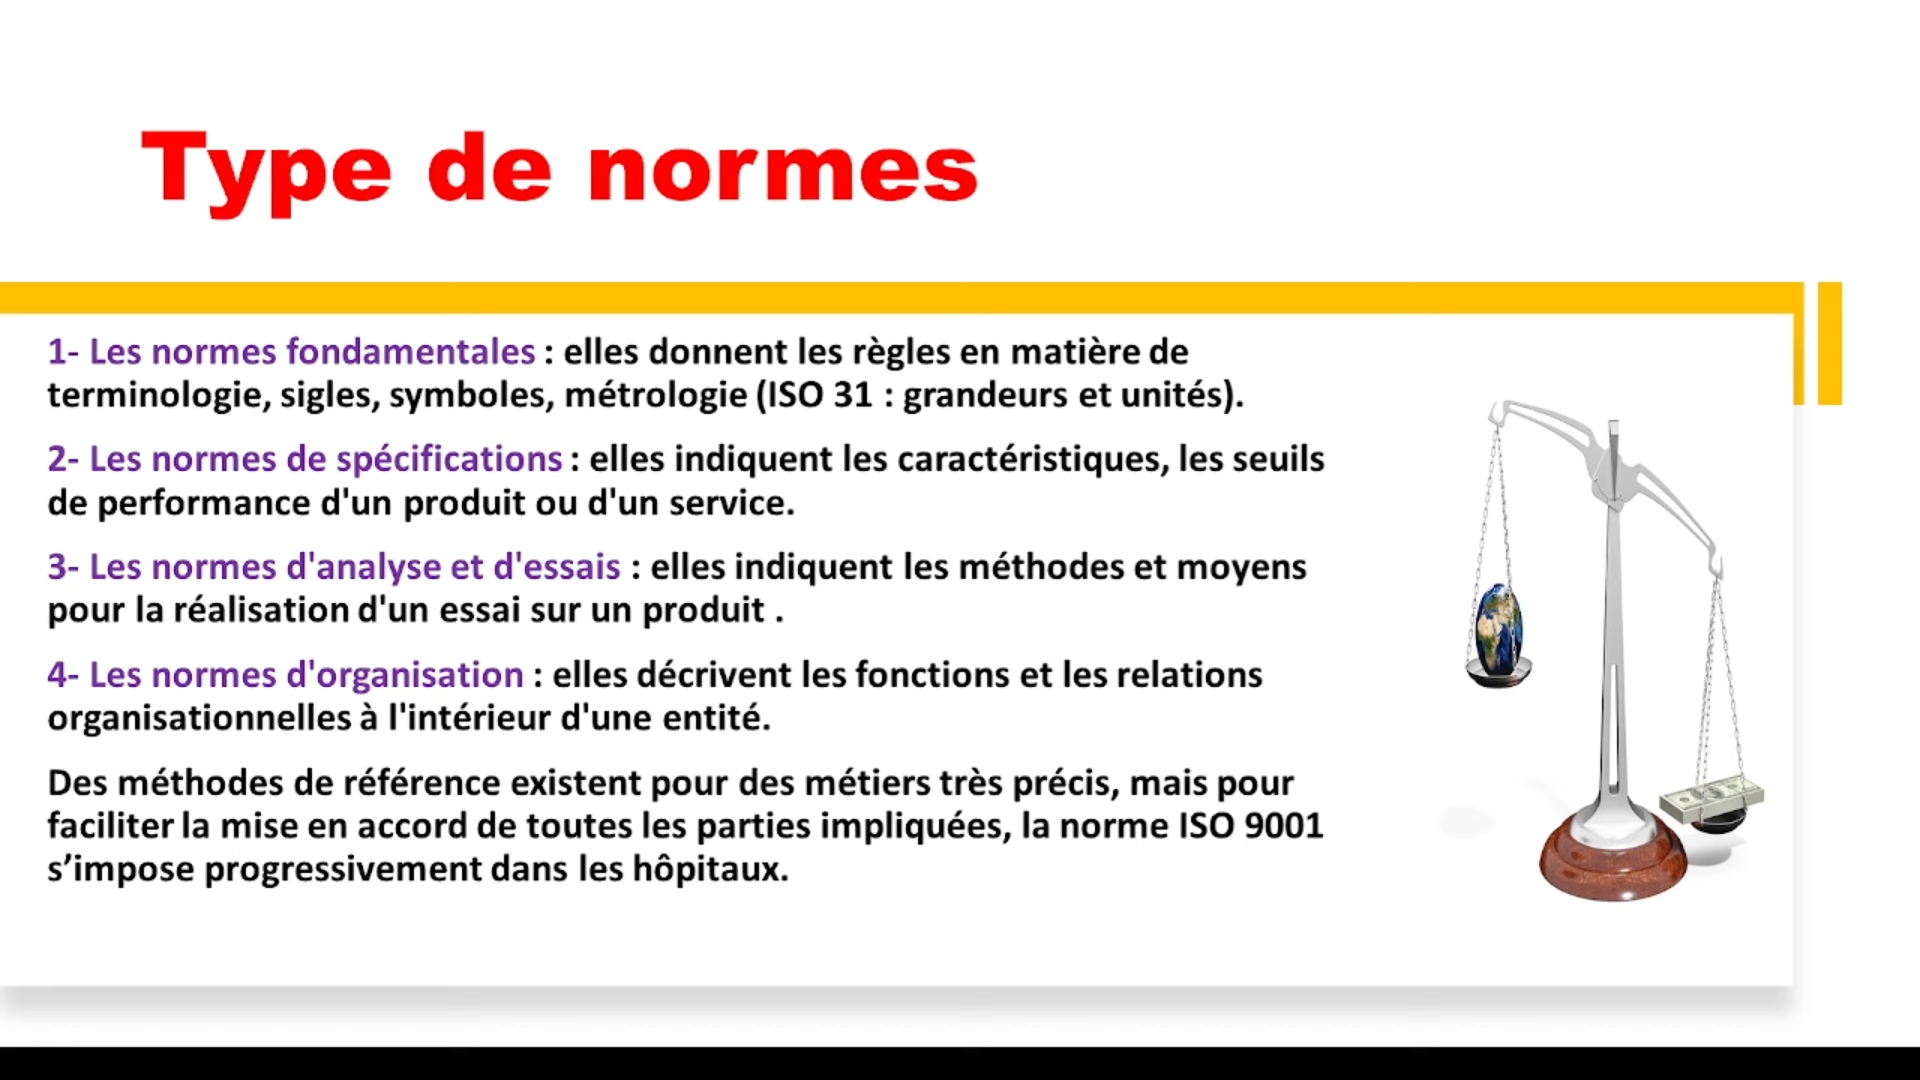 Type de normes
1- Les normes fondamentales : elles donnent les règles en matière de
terminologie, sigles, symboles, métrologie (ISO 31 : grandeurs et unités).
2- Les normes de spécifications : elles indiquent les caractéristiques, les seuils
de performance d'un produit ou d'un service.
3- Les normes d'analyse et d'essais : elles indiquent les méthodes et moyens
pour la réalisation d'un essai sur un produit .
4- Les normes d'organisation : elles décrivent les fonctions et les relations
organisationnelles à l'intérieur d'une entité.
Des méthodes de référence existent pour des métiers très précis, mais pour
faciliter la mise en accord de toutes les parties impliquées, la norme ISO 9001
s’impose progressivement dans les hôpitaux.